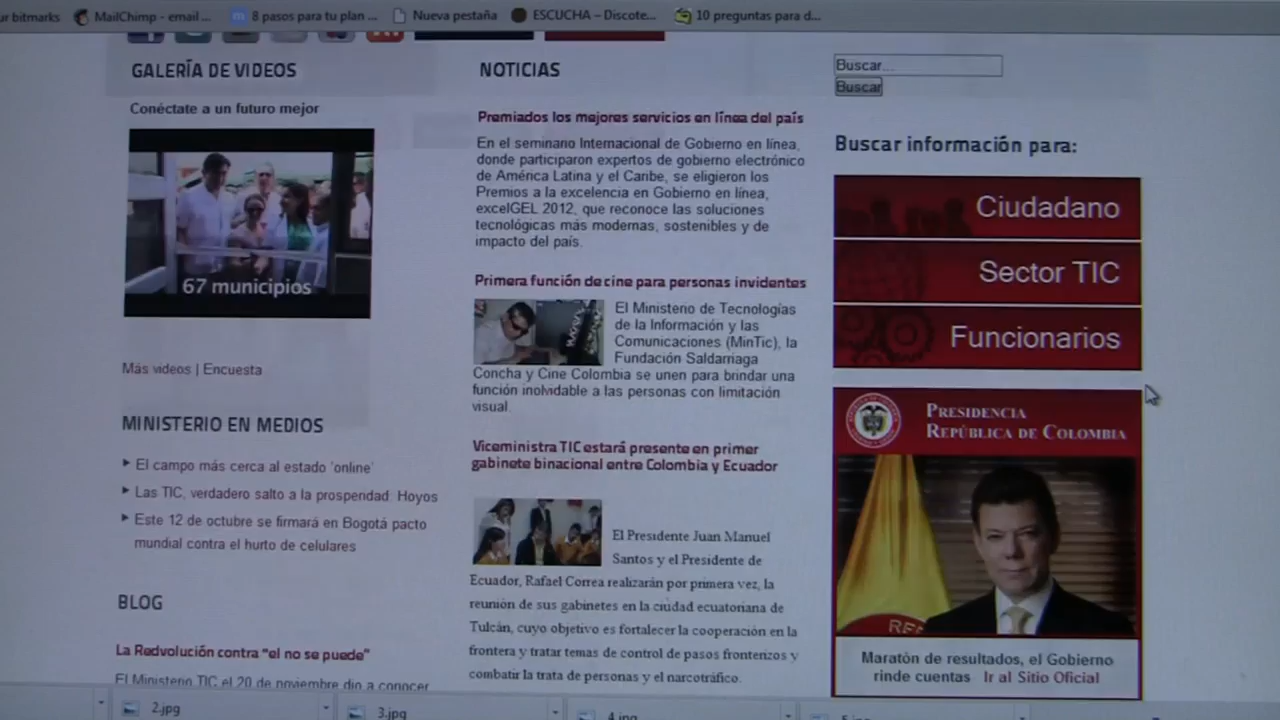 ur bitmarks
MailChimp - email ...
8 pasos para tu plan ...
Nueva pestaña
ESCUCHA – Discote...
10 preguntas para d...
GALERÍA DE VIDEOS
Conéctate a un futuro mejor
67 municipios
Más videos | Encuesta
MINISTERIO EN MEDIOS
El campo más cerca al estado 'online'
Las TIC, verdadero salto a la prosperidad Hoyos
Este 12 de octubre se firmará en Bogotá pacto
mundial contra el hurto de celulares
BLOG
La Redvolución contra "el no se puede"
El Ministerio TIC el 20 de noviembre dio a conocer
NOTICIAS
Premiados los mejores servicios en línea del país
En el seminario Internacional de Gobierno en línea,
donde participaron expertos de gobierno electrónico
de América Latina y el Caribe, se eligieron los
Premios a la excelencia en Gobierno en línea,
excelGEL 2012, que reconoce las soluciones
tecnológicas más modernas, sostenibles y de
impacto del país.
Primera función de cine para personas invidentes
El Ministerio de Tecnologías
de la Información y las
Comunicaciones (MinTic), la
Fundación Saldarriaga
Concha y Cine Colombia se unen para brindar una
función inolvidable a las personas con limitación
visual.
Viceministra TIC estará presente en primer
gabinete binacional entre Colombia y Ecuador
El Presidente Juan Manuel
Santos y el Presidente de
Ecuador, Rafael Correa realizarán por primera vez, la
reunión de sus gabinetes en la ciudad ecuatoriana de
Tulcán, cuyo objetivo es fortalecer la cooperación en la
frontera y tratar temas de control de pasos fronterizos y
combatir la trata de personas y el narcotráfico.
Buscar...
Buscar
Buscar información para:
Ciudadano
Sector TIC
Funcionarios
PRESIDENCIA
REPÚBLICA DE COLOMBIA
Maratón de resultados, el Gobierno
rinde cuentas Ir al Sitio Oficial
2.jpg
3.jpg
4.jpg